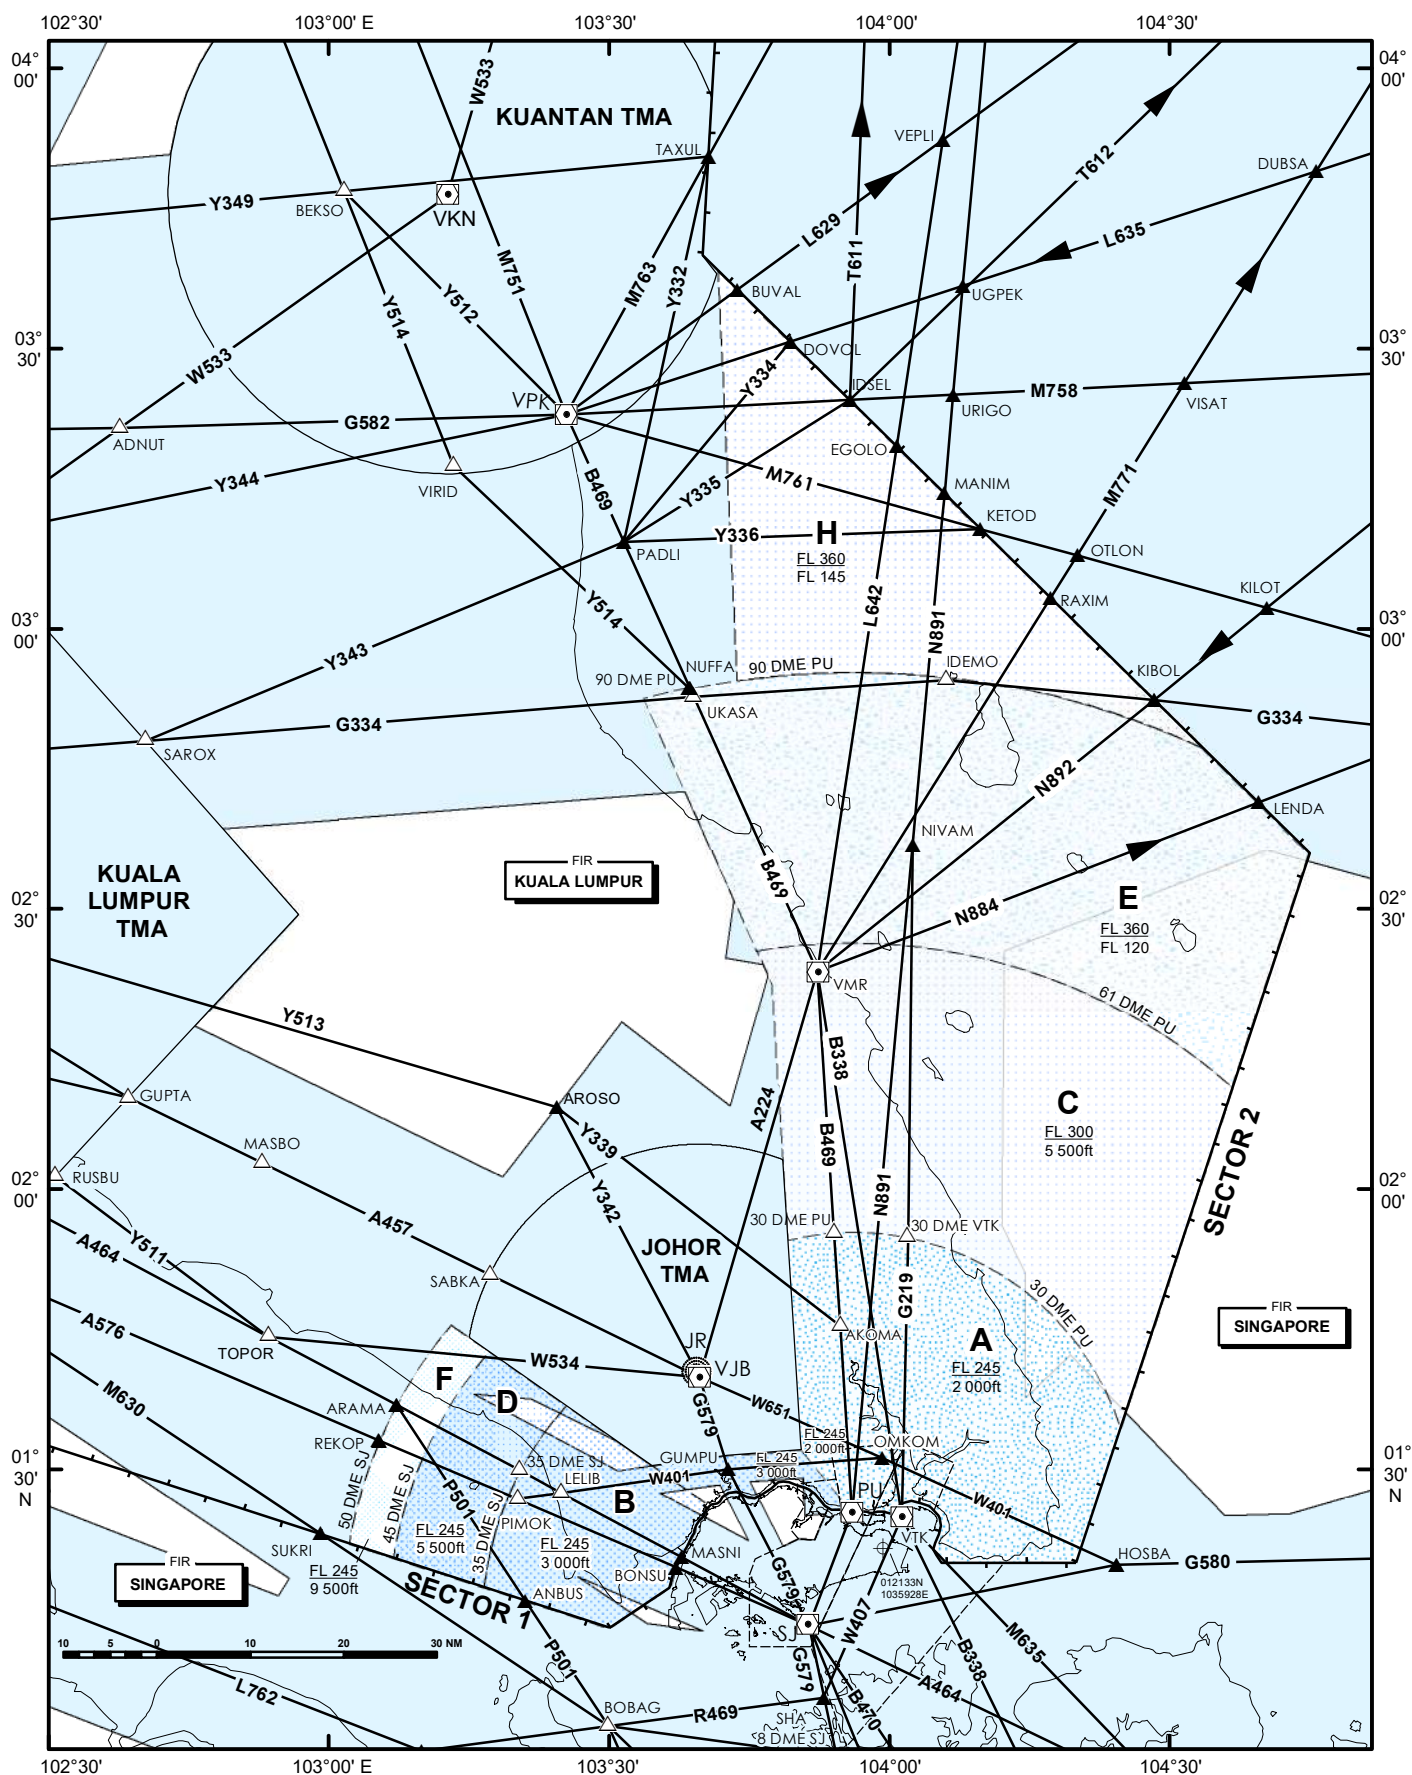 102°30'
103°00' E
103°30'
104°00'
104°30'
04°
00'
04°
00'
W533
KUANTAN TMA
TAXUL
VEPLI
T612
DUBSA
Y349
BEKSO
VKN
L629
L635
M751
M763
Y332
T611
Y512
Y514
BUVAL
UGPEK
03°
30'
03°
30'
W533
DOVOL
Y334
IDSEL
M758
VPK
URIGO
VISAT
G582
ADNUT
EGOLO
Y344
VIRID
B469
Y335
M761
MANIM
M771
KETOD
H
FL 360
FL 145
Y336
PADLI
OTLON
L642
KILOT
RAXIM
Y514
N891
03°
00'
03°
00'
Y343
NUFFA
90 DME PU
90 DME PU
IDEMO
KIBOL
UKASA
G334
G334
SAROX
N892
LENDA
NIVAM
KUALA
LUMPUR
TMA
FIR
KUALA LUMPUR
B469
E
FL 360
FL 120
02°
30'
02°
30'
N884
VMR
61 DME PU
Y513
B338
C
FL 300
5 500ft
GUPTA
AROSO
A224
SECTOR 2
MASBO
Y339
B469
RUSBU
02°
00'
02°
00'
Y342
N891
A457
30 DME PU
30 DME VTK
A464
Y511
JOHOR
TMA
SABKA
G219
30 DME PU
FIR
SINGAPORE
A576
AKOMA
A
FL 245
2 000ft
TOPOR
JR
VJB
W534
F
D
M630
ARAMA
G579
W651
REKOP
FL 245
2 000ft
OMKOM
01°
30'
N
01°
30'
N
35 DME SJ
GUMPU
FL 245
3 000ft
LELIB
W401
50 DME SJ
45 DME SJ
P501
B
PU
W401
PIMOK
35 DME SJ
FL 245
5 500ft
FL 245
3 000ft
VTK
SUKRI
MASNI
HOSBA
G580
FIR
SINGAPORE
FL 245
9 500ft
BONSU
SECTOR 1
ANBUS
G579
012133N
1035928E
SJ
W407
10
5
0
10
20
30 NM
P501
G579
B338
M635
L762
BOBAG
R469
SHA
8 DME SJ
B470
A464
102°30'
103°00' E
103°30'
104°00'
104°30'